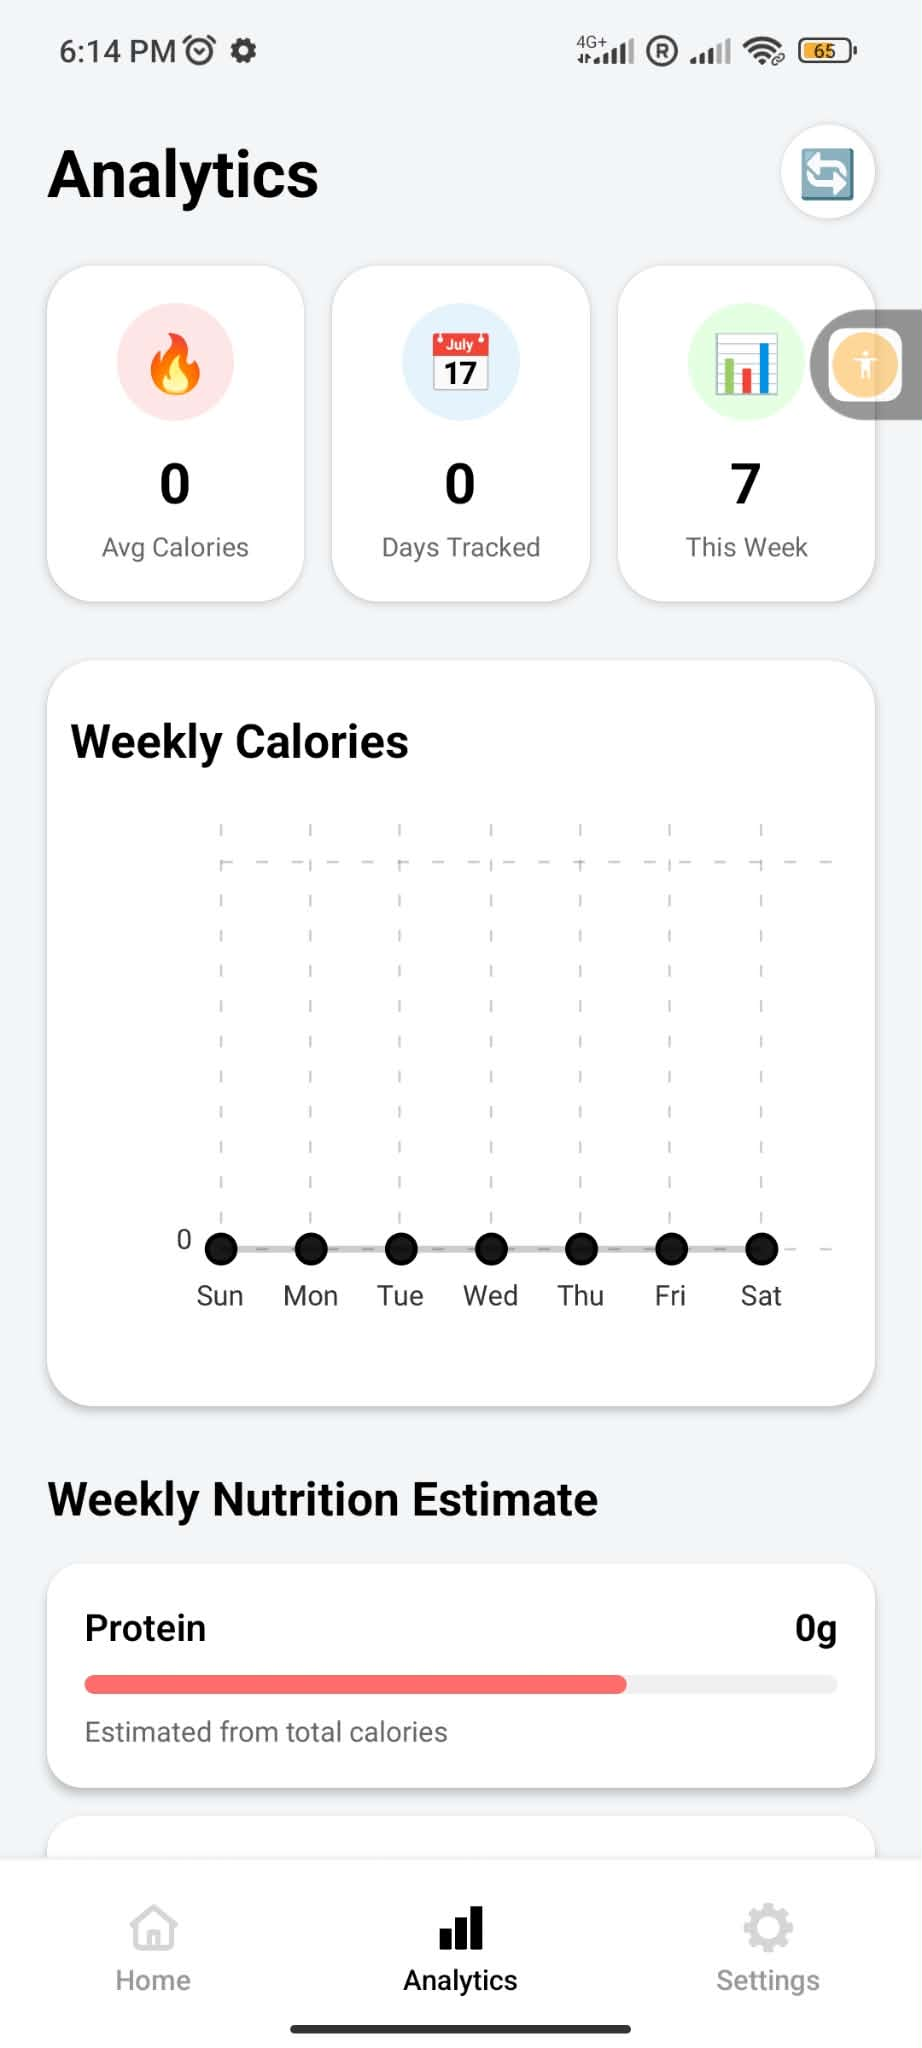 6:14 PM
4G+
R
65
Analytics
July
17
0
0
7
Avg Calories
Days Tracked
This Week
Weekly Calories
0
Sun Mon Tue Wed Thu Fri Sat
Weekly Nutrition Estimate
Protein 0g
Estimated from total calories
Home
Analytics
Settings